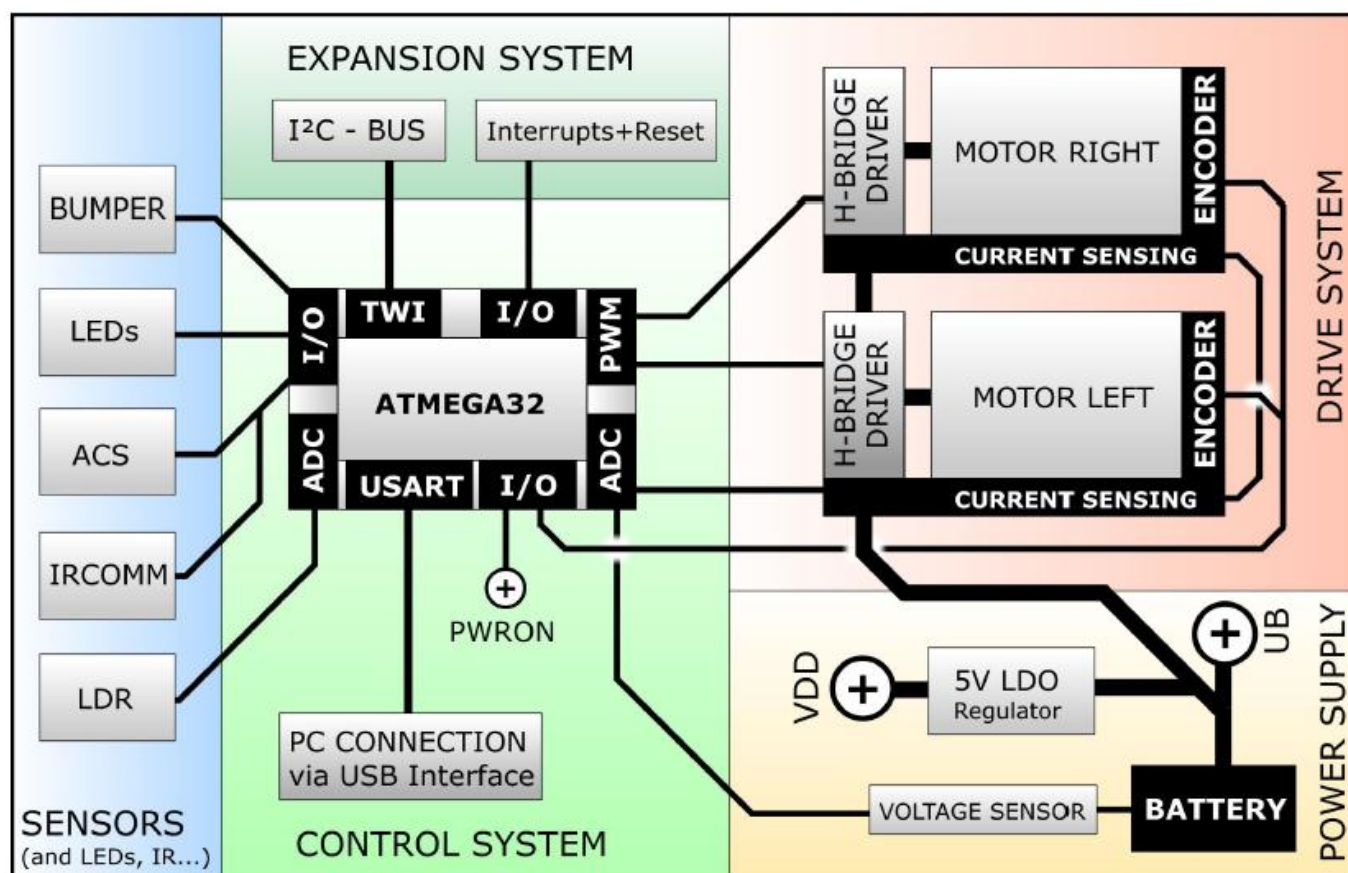 EXPANSION SYSTEM
I²C - BUS
Interrupts+Reset
BUMPER
LEDs
ACS
IRCOMM
LDR
SENSORS
(and LEDs, IR...)
I/O
TWI
I/O
PWM
ATMEGA32
ADC
USART
I/O
ADC
PWRON
PC CONNECTION
via USB Interface
CONTROL SYSTEM
H-BRIDGE
DRIVER
MOTOR RIGHT
ENCODER
CURRENT SENSING
H-BRIDGE
DRIVER
MOTOR LEFT
ENCODER
CURRENT SENSING
DRIVE SYSTEM
VDD
5V LDO
Regulator
UB
VOLTAGE SENSOR
BATTERY
POWER SUPPLY